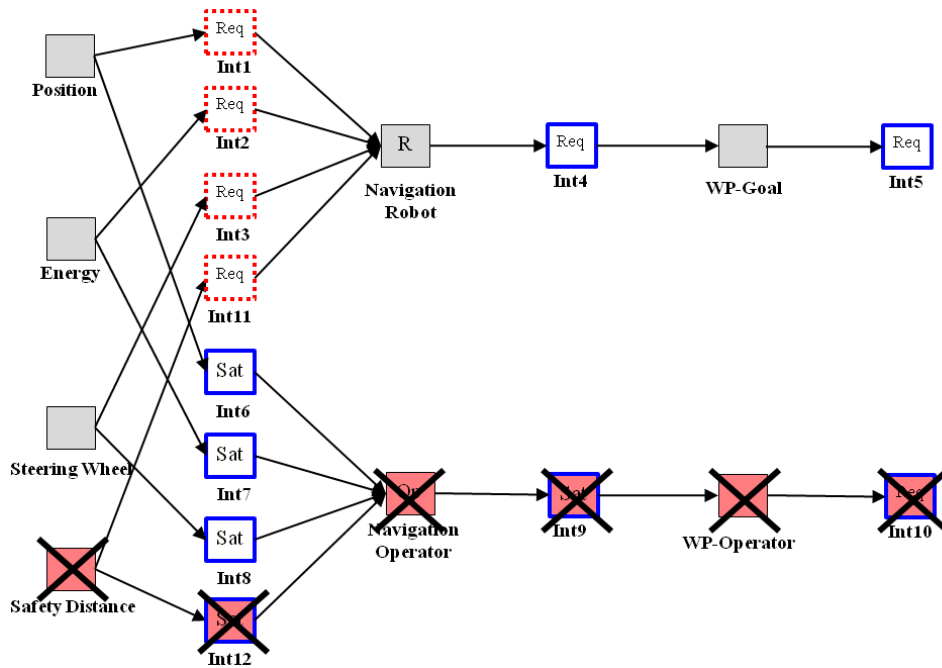 Req
Int1
Position
Req
Int2
R
Req
Req
Int4
WP-Goal
Int5
Navigation
Robot
Req
Int3
Energy
Req
Int11
Sat
Int6
Steering Wheel
Sat
Int7
Navigation
Operator
Int9
WP-Operator
Req
Int10
Sat
Int8
Safety Distance
Int12